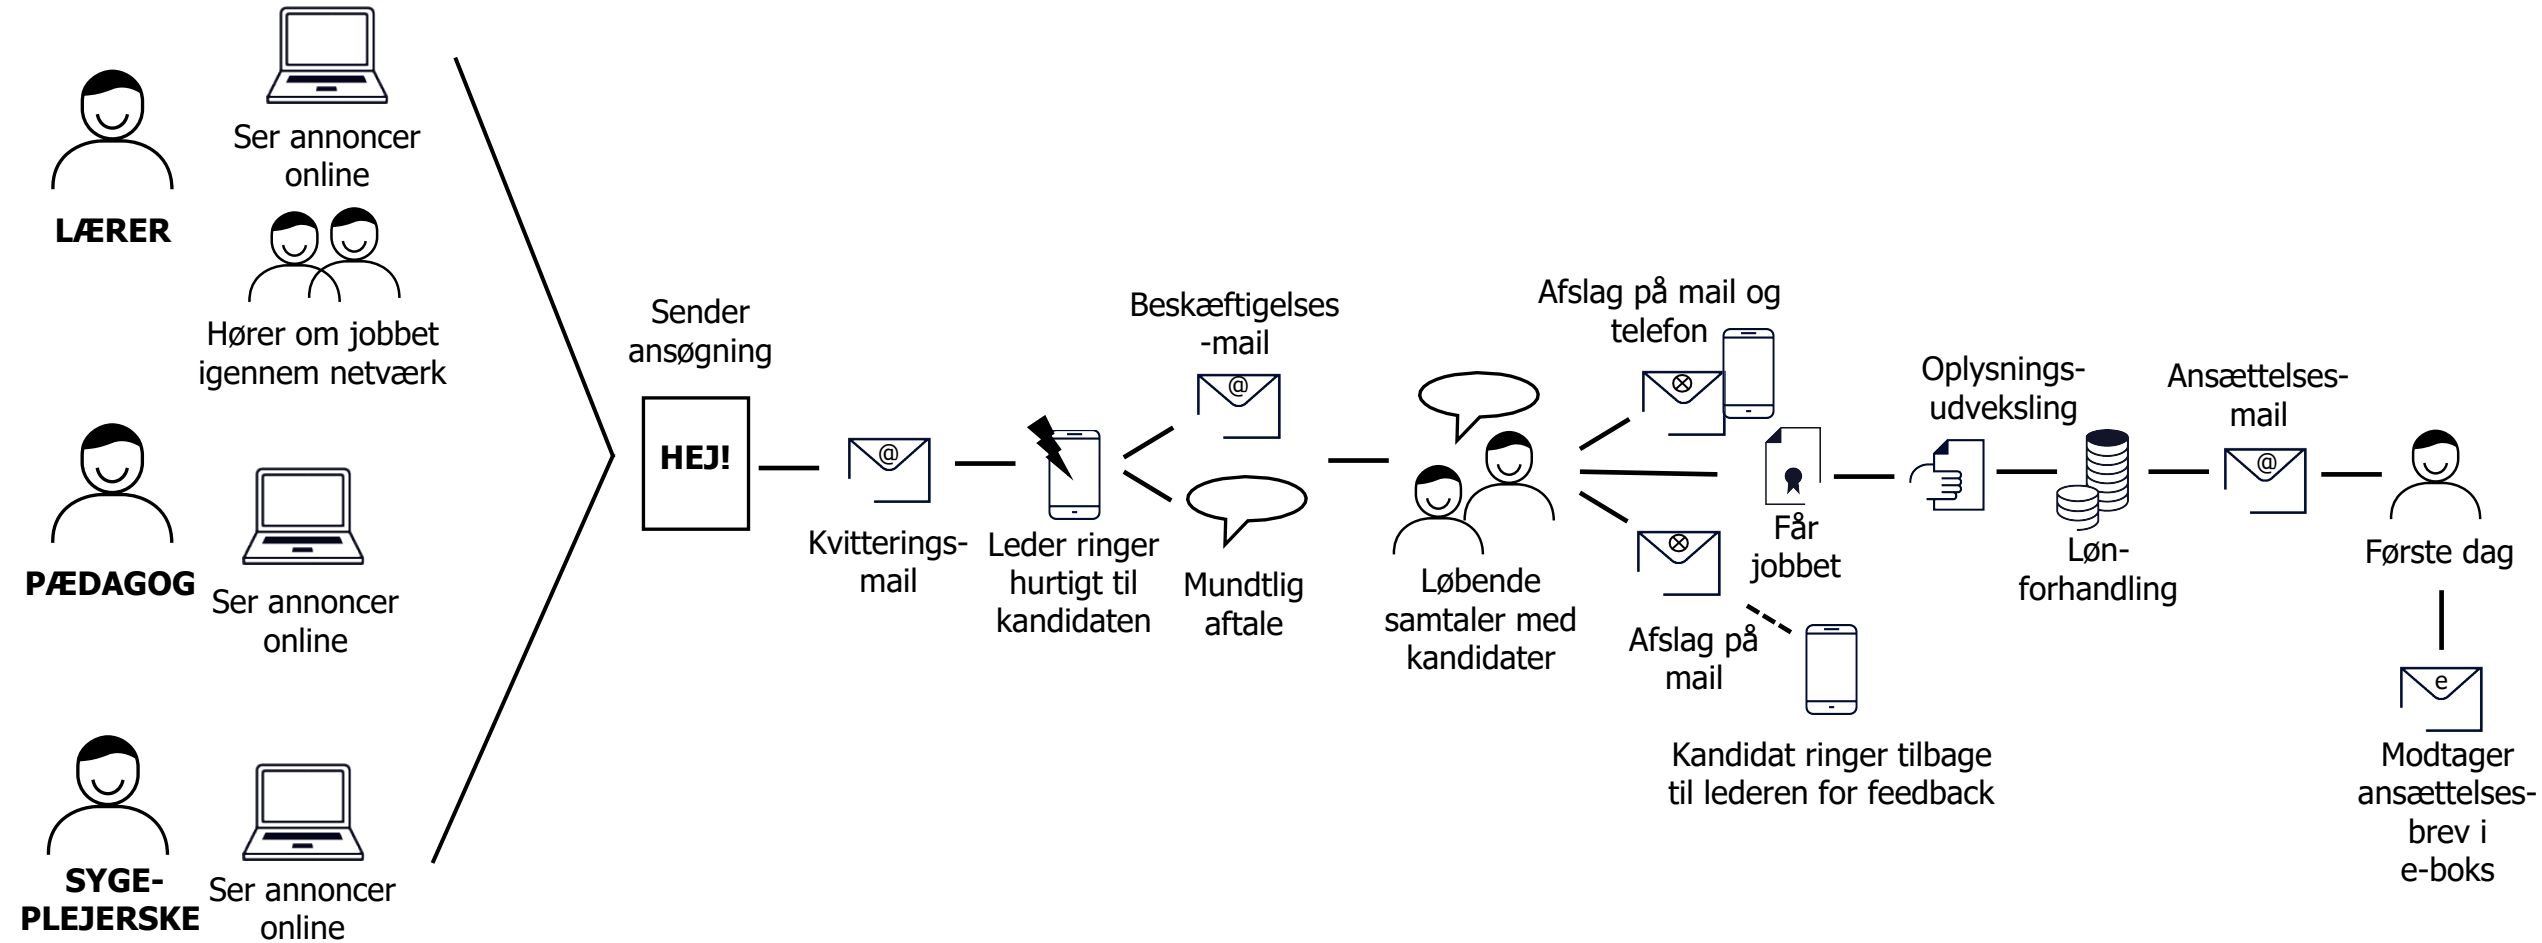 Ser annoncer
online
LÆRER
Hører om jobbet
igennem netværk
PÆDAGOG
Ser annoncer
online
SYGE-
PLEJERSKE
Ser annoncer
online
Sender
ansøgning
HEJ!
@
Kvitterings-
mail
Leder ringer
hurtigt til
kandidaten
Beskæftigelses
-mail
@
Mundtlig
aftale
Løbende
samtaler med
kandidater
Afslag på mail og
telefon
Får
jobbet
Afslag på
mail
Kandidat ringer tilbage
til lederen for feedback
Oplysnings-
udveksling
Løn-
forhandling
Ansættelses-
mail
@
Første dag
e
Modtager
ansættelses-
brev i
e-boks